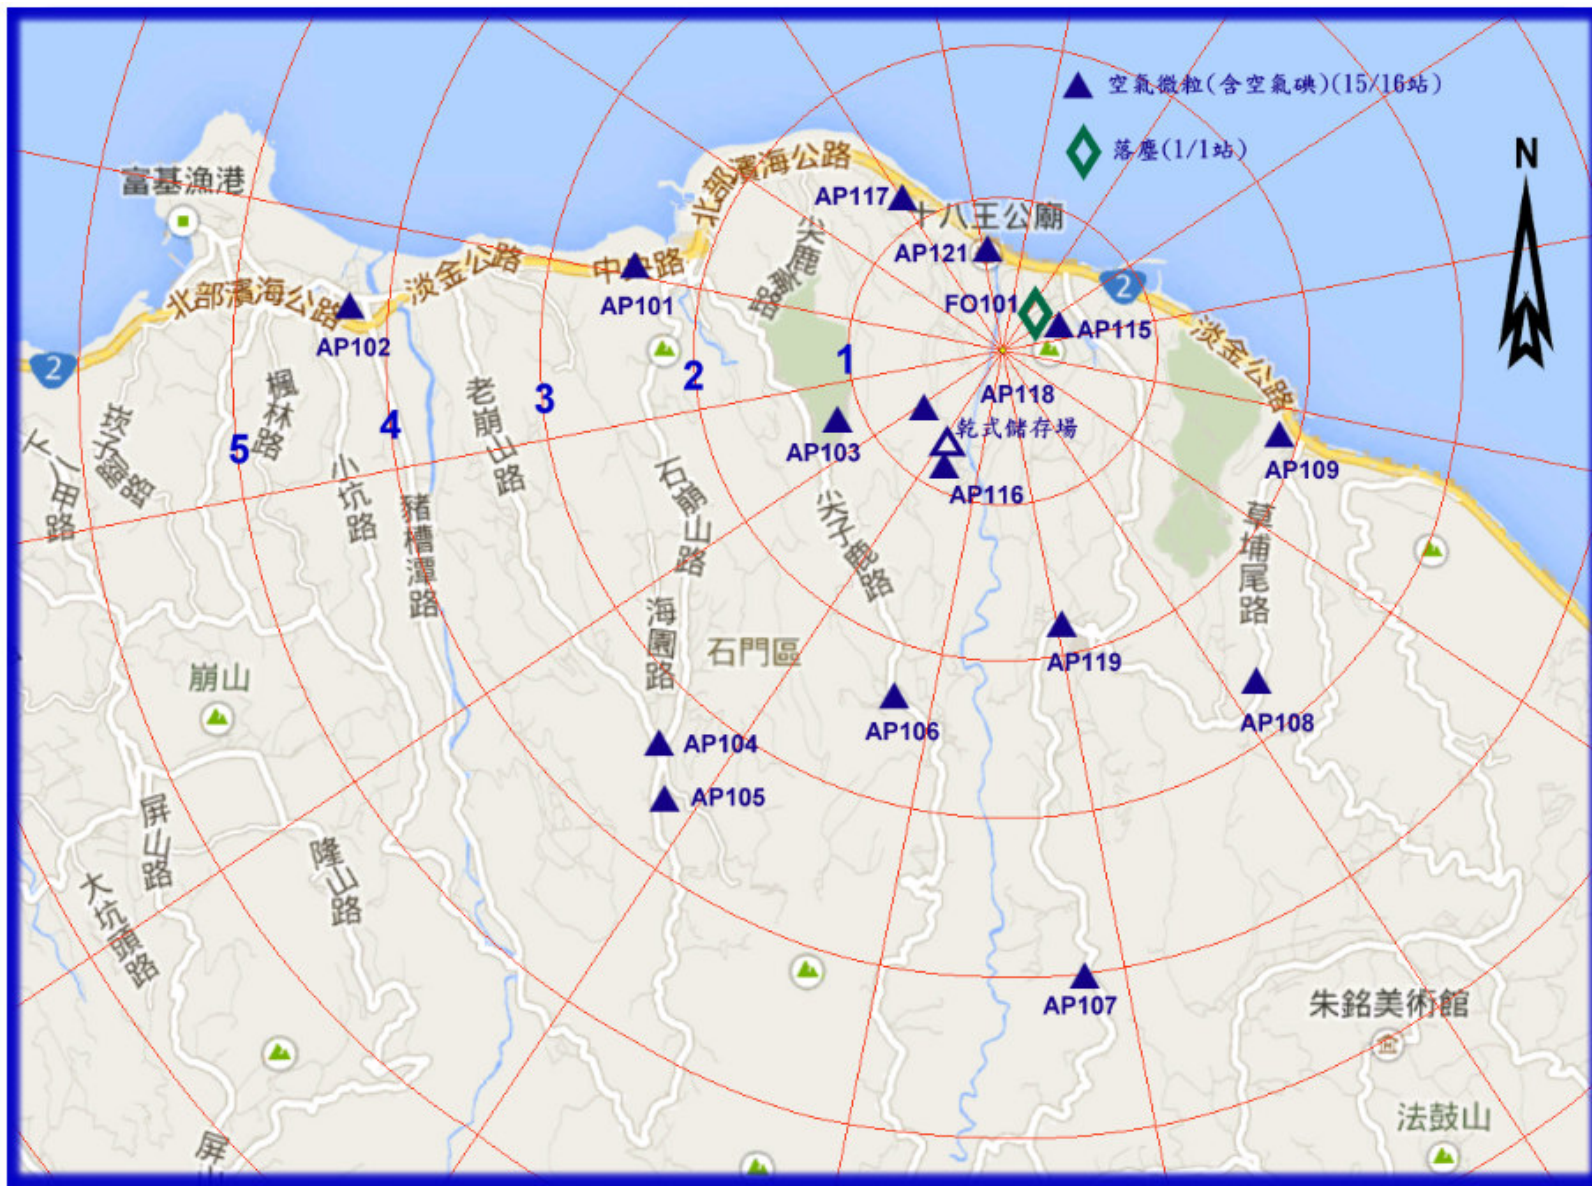 空氣微粒(含空氣碘)(15/16站)
落塵(1/1站)
N
富基漁港
北部濱海公路
AP117
十八王公廟
尖鹿路
淡金公路
中央路
AP121
2
AP101
FO101
AP115
北部濱海公路
淡金公路
2
AP102
1
2
3
4
5
AP118
乾式儲存場
楓林路
老崩山路
AP103
AP109
坎子腳路
下人用路
小坑路
石崩山路
AP116
豬槽潭路
尖子鹿路
草埔尾路
海園路
石門區
AP119
崩山
AP106
AP108
AP104
AP105
屏山路
隆山路
大坑頭路
AP107
朱銘美術館
法鼓山
屏山